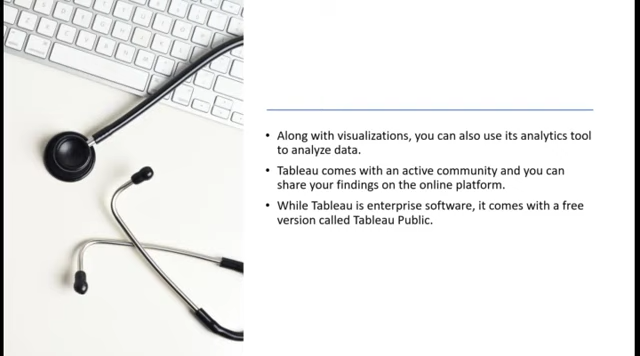 • Along with visualizations, you can also use its analytics tool
to analyze data.
• Tableau comes with an active community and you can
share your findings on the online platform.
• While Tableau is enterprise software, it comes with a free
version called Tableau Public.